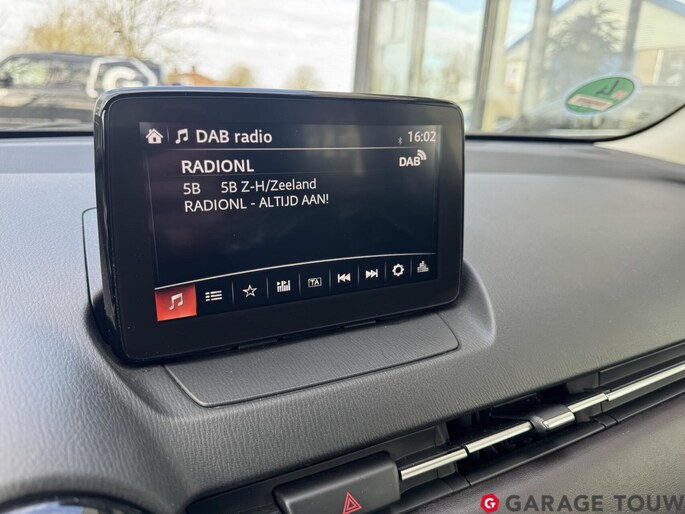 DAB radio 16:02
RADIONL DAB
5B 5B Z-H/Zeeland
RADIONL - ALTIJD AAN!
TA
G GARAGE TOUW